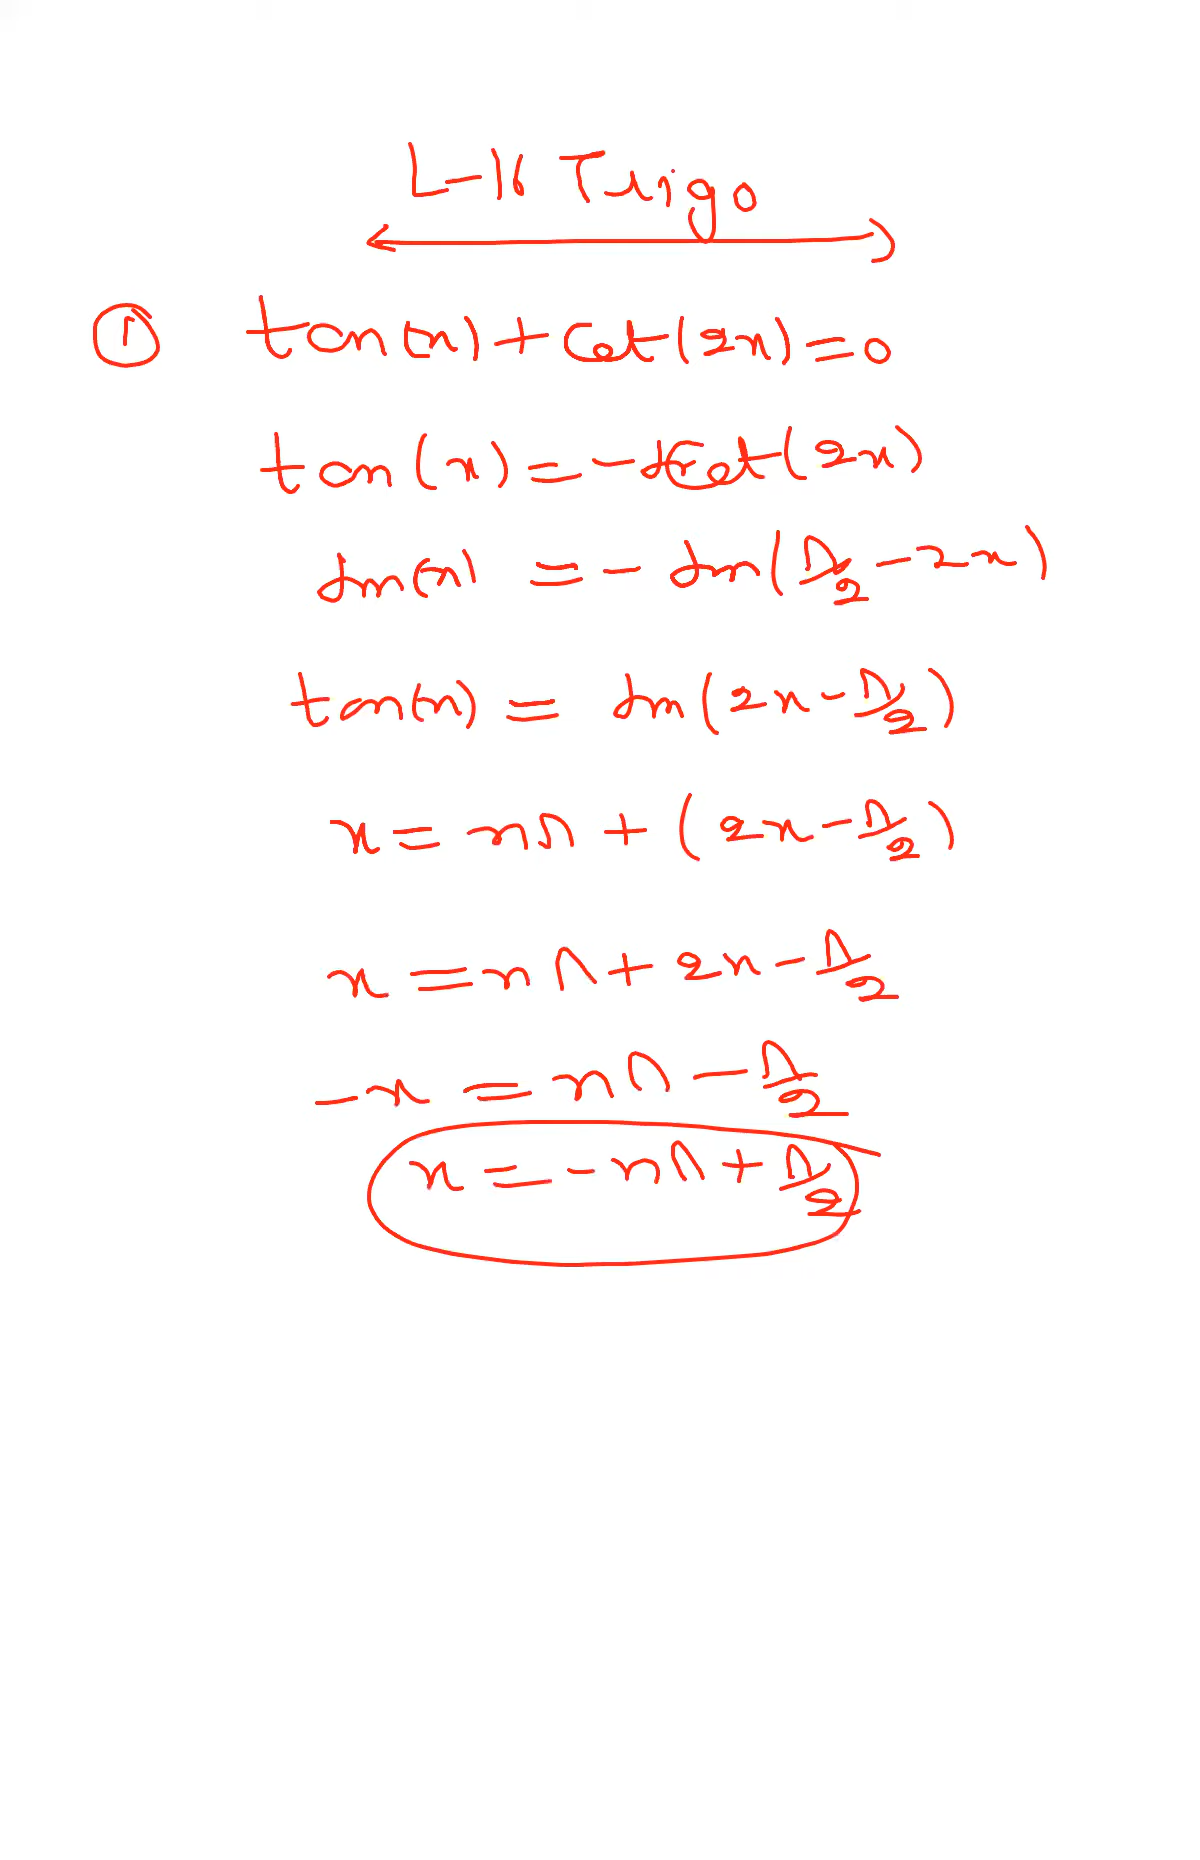 L-16 Trigo
① tan(x) + Cot(2x) = 0
tan(x) = - Cot(2x)
tan(x) = - tan(π/2 - 2x)
tan(x) = tan(2x - π/2)
x = nπ + (2x - π/2)
x = nπ + 2x - π/2
-x = nπ - π/2
x = -nπ + π/2